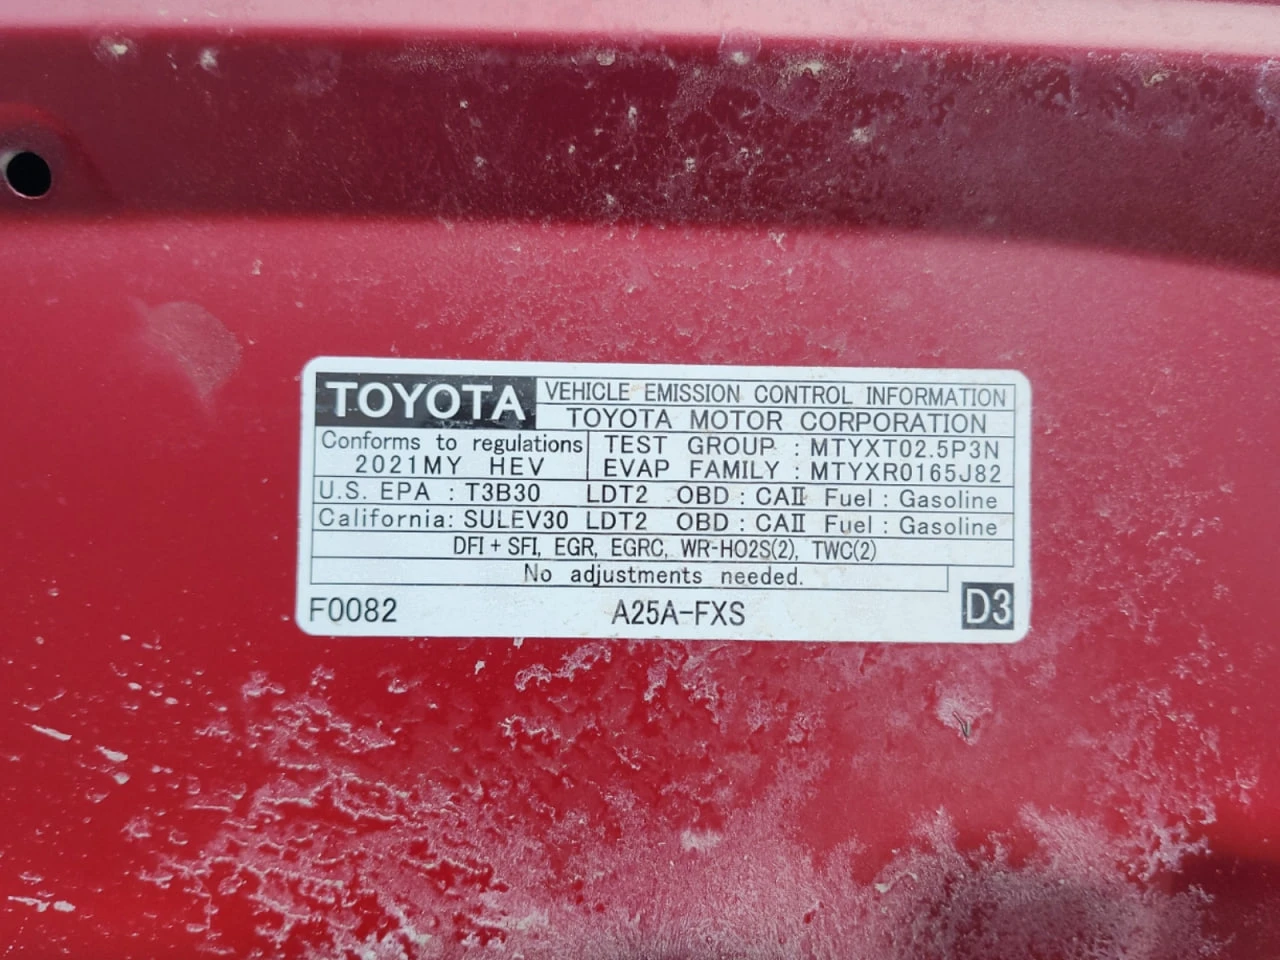 TOYOTA VEHICLE EMISSION CONTROL INFORMATION
TOYOTA MOTOR CORPORATION
Conforms to regulations TEST GROUP : MTYXT02.5P3N
2021MY HEV EVAP FAMILY : MTYXR0165J82
U.S. EPA : T3B30 LDT2 OBD : CAII Fuel : Gasoline
California: SULEV30 LDT2 OBD : CAII Fuel : Gasoline
DFI + SFI, EGR, EGRC, WR-HO2S(2), TWC(2)
No adjustments needed.
F0082 A25A-FXS D3